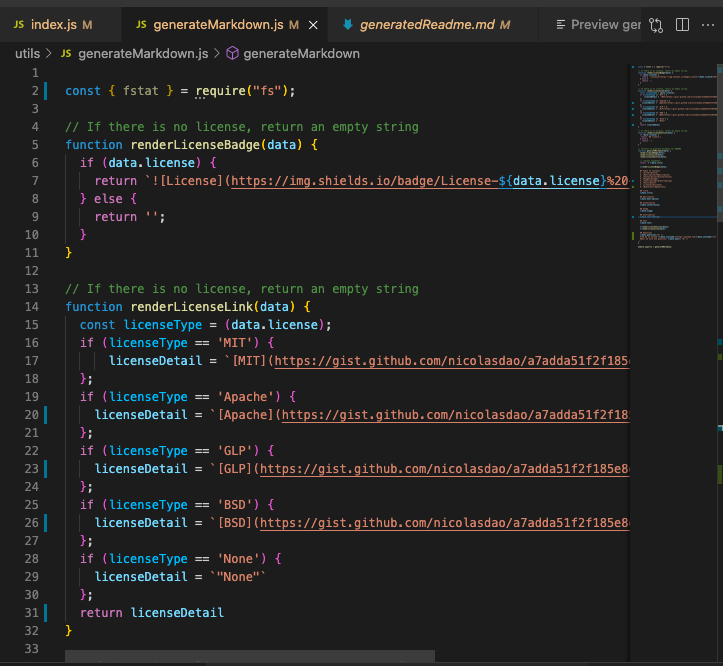 JS index.js M JS generateMarkdown.js M × generatedReadme.md M Preview ger
utils > JS generateMarkdown.js > generateMarkdown
1
2 const { fstat } = require("fs");
3
4 // If there is no license, return an empty string
5 function renderLicenseBadge(data) {
6 if (data.license) {
7 return `![License](https://img.shields.io/badge/License-${data.license}%20
8 } else {
9 return '';
10 }
11 }
12
13 // If there is no license, return an empty string
14 function renderLicenseLink(data) {
15 const licenseType = (data.license);
16 if (licenseType == 'MIT') {
17 licenseDetail = `[MIT](https://gist.github.com/nicolasdao/a7adda51f2f185e
18 };
19 if (licenseType == 'Apache') {
20 licenseDetail = `[Apache](https://gist.github.com/nicolasdao/a7adda51f2f18
21 };
22 if (licenseType == 'GLP') {
23 licenseDetail = `[GLP](https://gist.github.com/nicolasdao/a7adda51f2f185e8
24 };
25 if (licenseType == 'BSD') {
26 licenseDetail = `[BSD](https://gist.github.com/nicolasdao/a7adda51f2f185e8
27 };
28 if (licenseType == 'None') {
29 licenseDetail = `"None"`
30 };
31 return licenseDetail
32 }
33